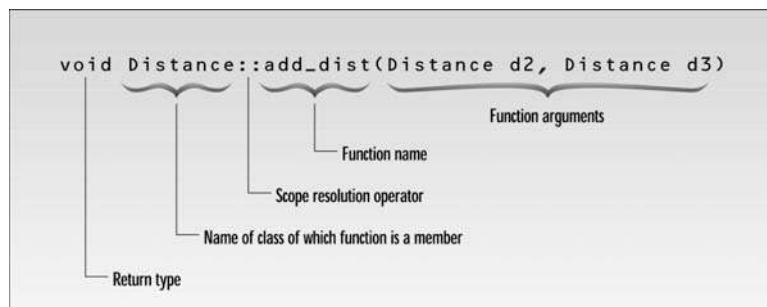 void Distance::add_dist(Distance d2, Distance d3)
Function arguments
Function name
Scope resolution operator
Name of class of which function is a member
Return type